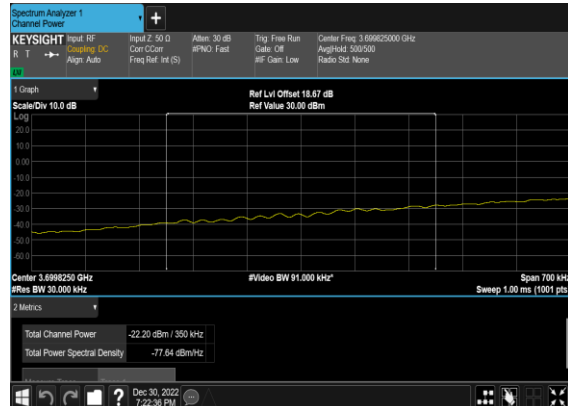 Spectrum Analyzer 1
Channel Power
+
KEYSIGHT Input: RF Input Z: 50 Ω Atten: 30 dB Trig: Free Run Center Freq: 3.699825000 GHz
R T Coupling: DC Corr CCorr #PNO: Fast Gate: Off Avg|Hold: 500/500
Align: Auto Freq Ref: Int (S) #IF Gain: Low Radio Std: None
1 Graph
Ref Lvl Offset 18.67 dB
Scale/Div 10.0 dB Ref Value 30.00 dBm
Log
20.0
10.0
0.00
-10.0
-20.0
-30.0
-40.0
-50.0
-60.0
Center 3.6998250 GHz #Video BW 91.000 kHz* Span 700 kHz
#Res BW 30.000 kHz Sweep 1.00 ms (1001 pts
2 Metrics
Total Channel Power -22.20 dBm / 350 kHz
Total Power Spectral Density -77.64 dBm/Hz
?
Dec 30, 2022
7:22:36 PM